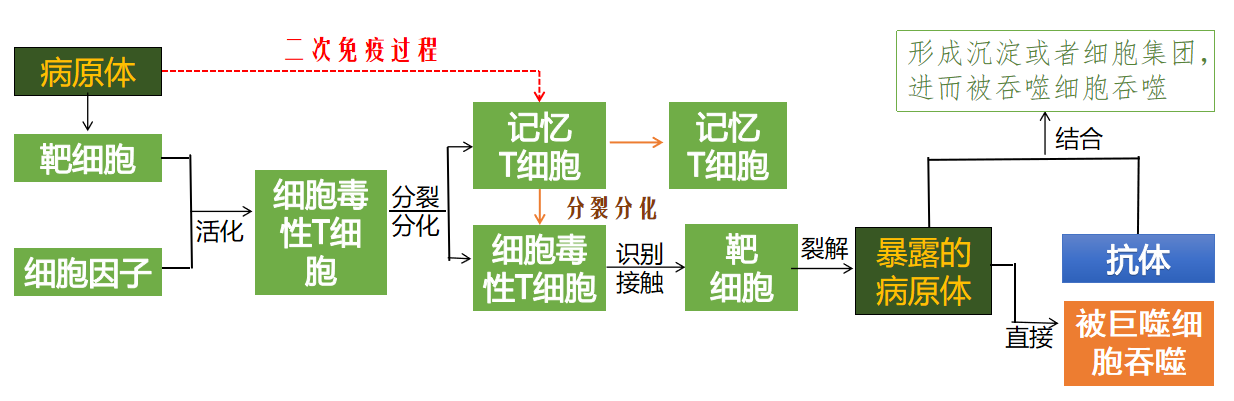 二次免疫过程
病原体
形成沉淀或者细胞集团，
进而被吞噬细胞吞噬
靶细胞
记忆
T细胞
记忆
T细胞
结合
细胞毒
性T细
胞
分裂
分化
活化
分裂分化
细胞因子
细胞毒
性T细胞
识别
接触
靶
细胞
裂解
暴露的
病原体
抗体
直接
被巨噬细
胞吞噬